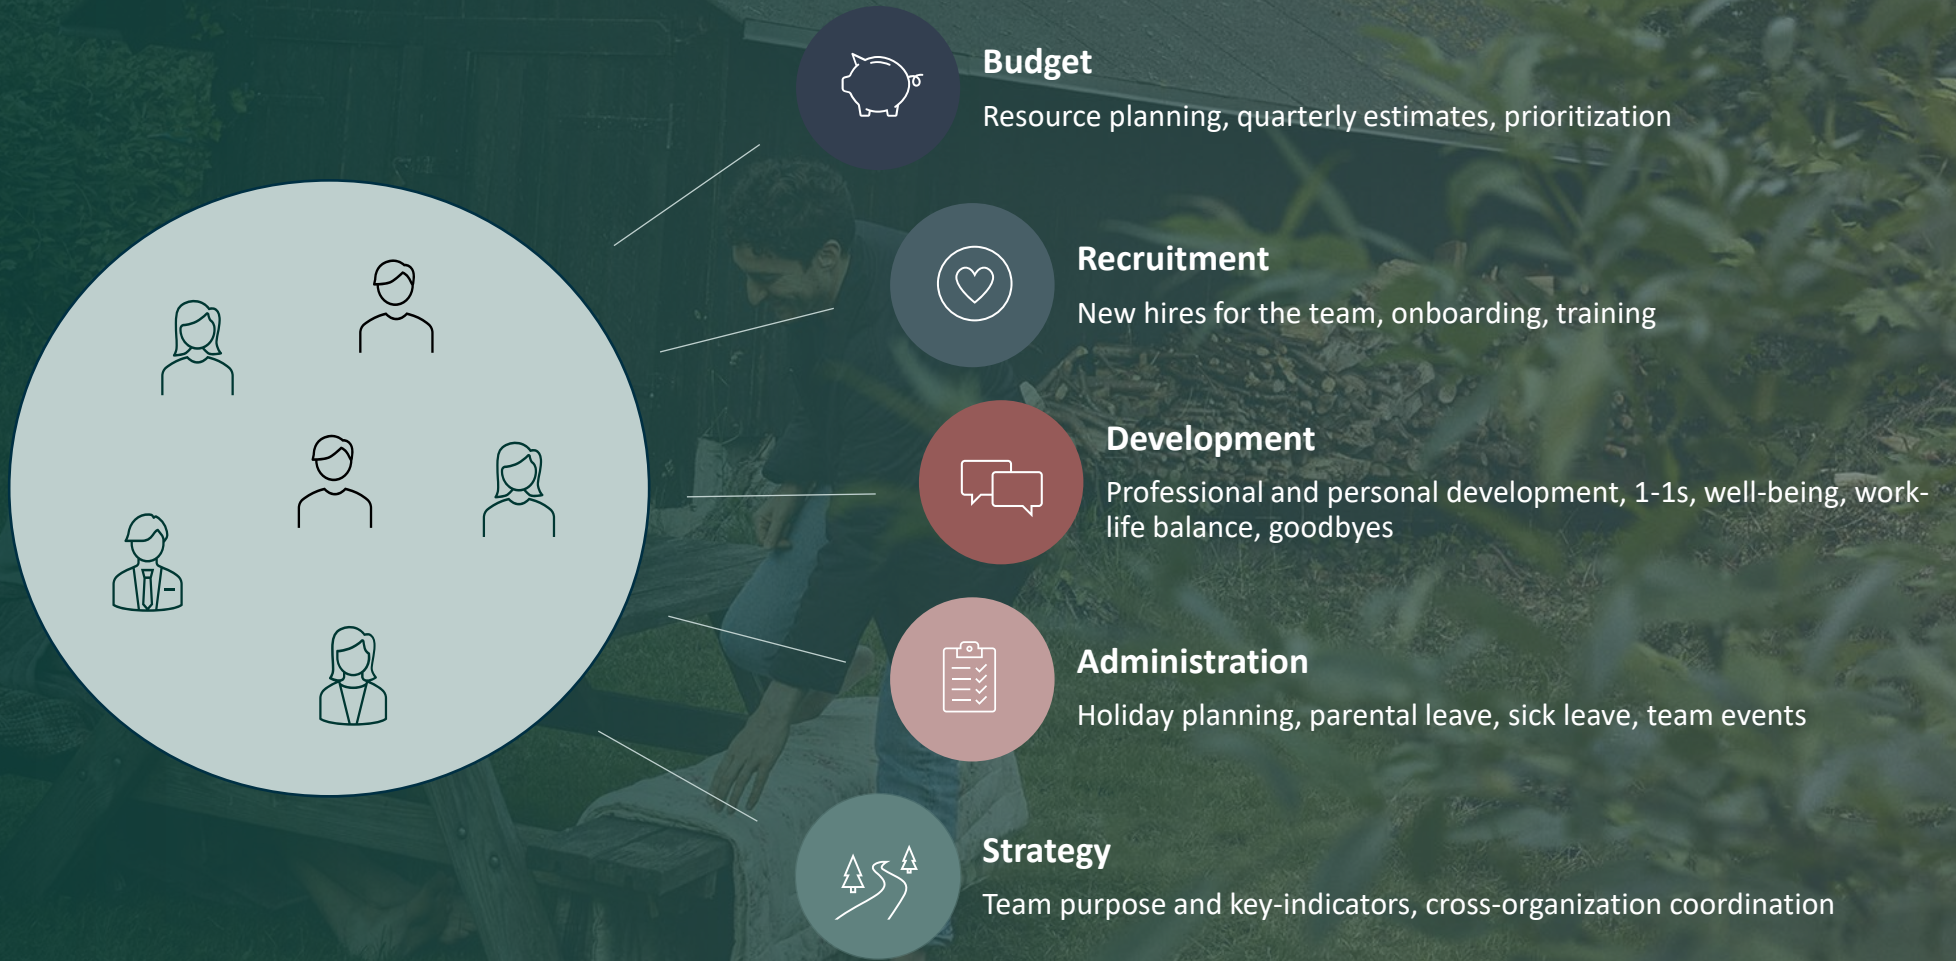 Budget
Resource planning, quarterly estimates, prioritization
Recruitment
New hires for the team, onboarding, training
Development
Professional and personal development, 1-1s, well-being, work-
life balance, goodbyes
Administration
Holiday planning, parental leave, sick leave, team events
Strategy
Team purpose and key-indicators, cross-organization coordination